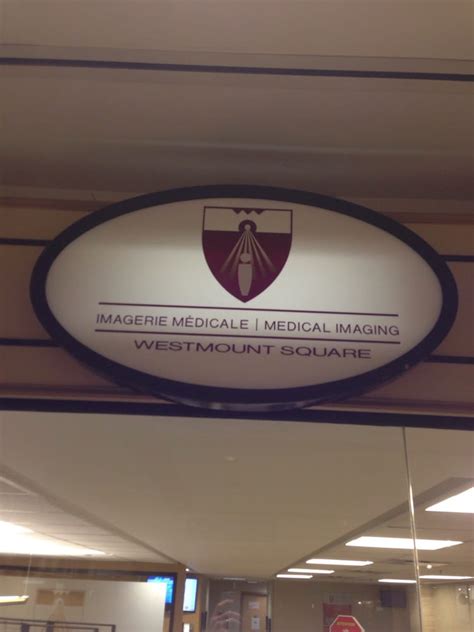 IMAGERIE MÉDICALE | MEDICAL IMAGING
WESTMOUNT SQUARE